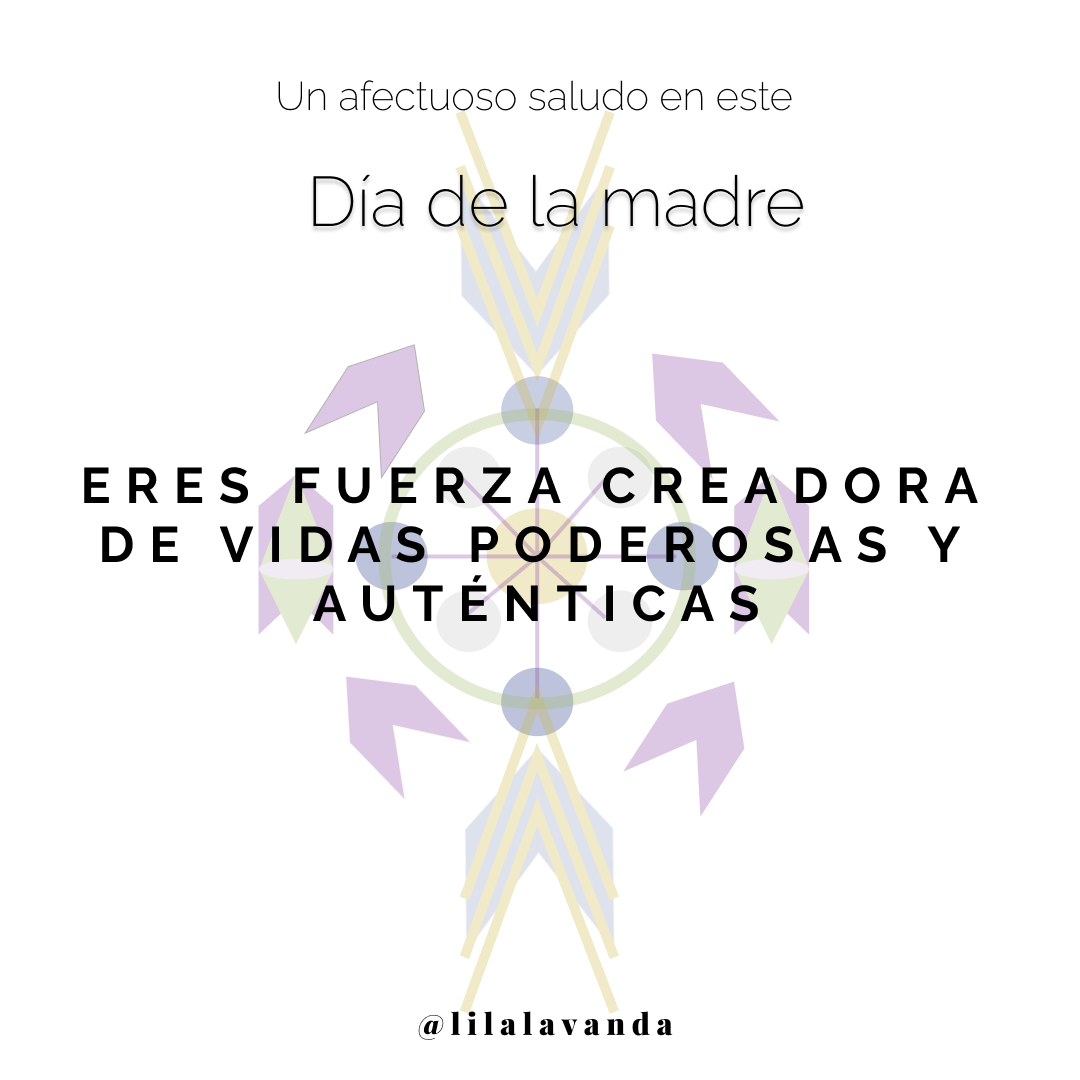 Un afectuoso saludo en este
Día de la madre
ERES FUERZA CREADORA
DE VIDAS PODEROSAS Y
AUTÉNTICAS
@lilalavanda